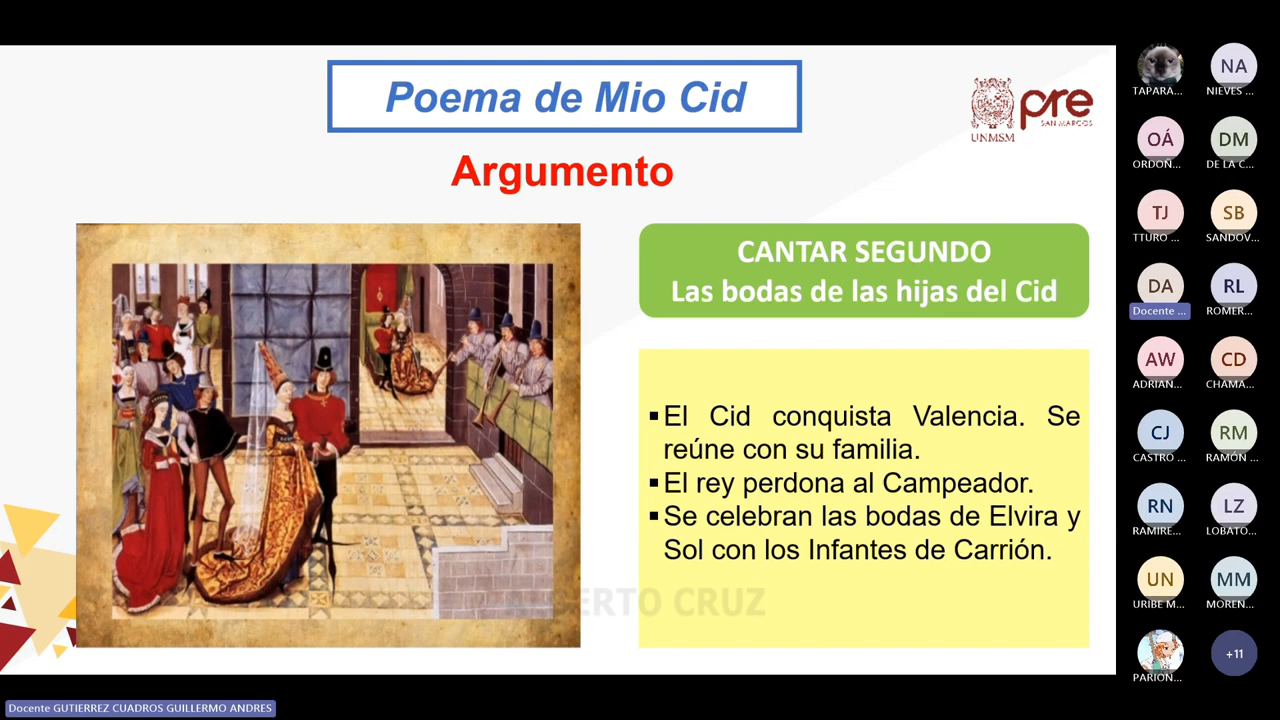 Poema de Mio Cid
UNMSM
pre
SAN MARCOS
Argumento
CANTAR SEGUNDO
Las bodas de las hijas del Cid
▪El Cid conquista Valencia. Se
reúne con su familia.
▪El rey perdona al Campeador.
▪Se celebran las bodas de Elvira y
Sol con los Infantes de Carrión.
ALBERTO CRUZ
TAPARA...
NA
NIEVES ...
OÁ
ORDOÑ...
DM
DE LA C...
TJ
TTURO ...
SB
SANDOV...
DA
Docente ...
RL
ROMER...
AW
ADRIAN...
CD
CHAMA...
CJ
CASTRO ...
RM
RAMÓN ...
RN
RAMIRE...
LZ
LOBATO...
UN
URIBE M...
MM
MOREN...
PARION...
+11
Docente GUTIERREZ CUADROS GUILLERMO ANDRES